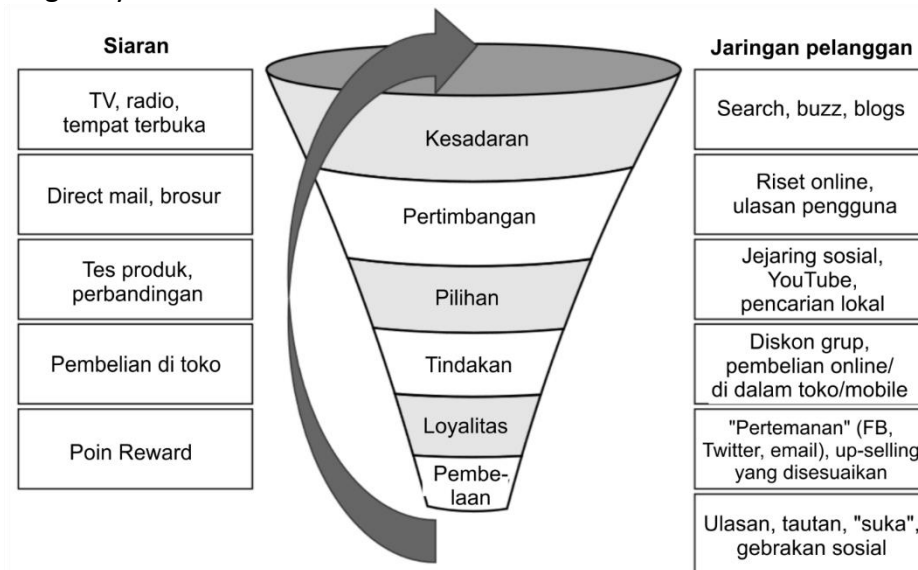 Siaran
TV, radio,
tempat terbuka
Direct mail, brosur
Tes produk,
perbandingan
Pembelian di toko
Poin Reward
Kesadaran
Pertimbangan
Pilihan
Tindakan
Loyalitas
Pembe-
laan
Jaringan pelanggan
Search, buzz, blogs
Riset online,
ulasan pengguna
Jejaring sosial,
YouTube,
pencarian lokal
Diskon grup,
pembelian online/
di dalam toko/mobile
"Pertemanan" (FB,
Twitter, email), up-selling
yang disesuaikan
Ulasan, tautan, "suka",
gebrakan sosial